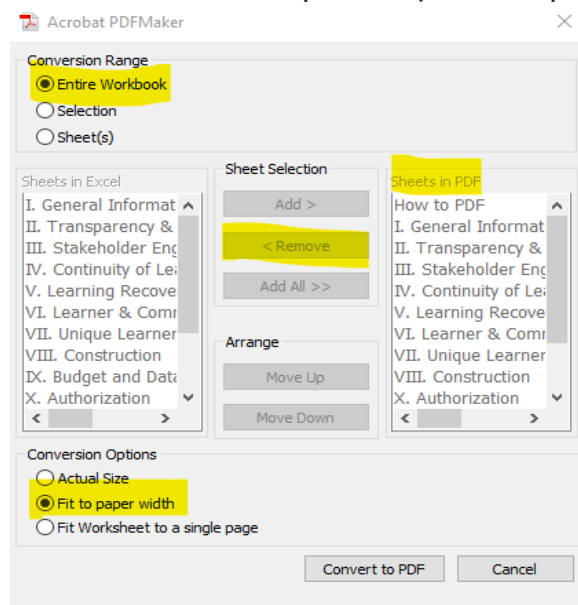 Acrobat PDFMaker
Conversion Range
Entire Workbook
Selection
Sheet(s)
Sheets in Excel
I. General Informat
II. Transparency &
III. Stakeholder Eng
IV. Continuity of Lea
V. Learning Recove
VI. Learner & Comr
VII. Unique Learner
VIII. Construction
IX. Budget and Data
X. Authorization
Sheet Selection
Add >
< Remove
Add All >>
Arrange
Move Up
Move Down
Sheets in PDF
How to PDF
I. General Informat
II. Transparency &
III. Stakeholder Eng
IV. Continuity of Lea
V. Learning Recove
VI. Learner & Comr
VII. Unique Learner
VIII. Construction
X. Authorization
Conversion Options
Actual Size
Fit to paper width
Fit Worksheet to a single page
Convert to PDF
Cancel